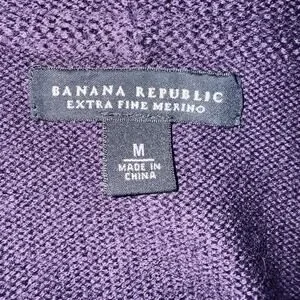 BANANA REPUBLIC
EXTRA FINE MERINO
M
MADE IN
CHINA